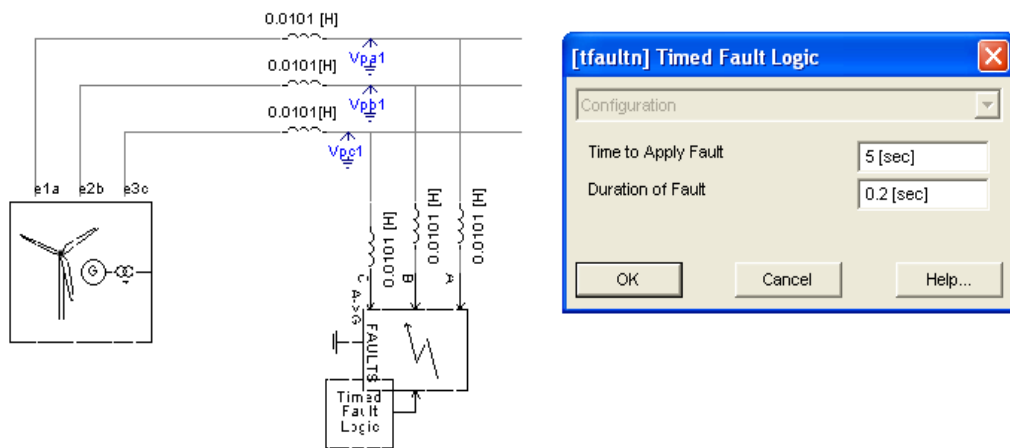 0.0101 [H]
0.0101[H]
0.0101[H]
Vpa1
Vpb1
Vpc1
e1a e2b e3c
G
0.0101 [H]
0.0101 [H]
0.0101 [H]
C
B
A
A->G
FAULTS
Timed
Fault
Logic
[tfaultn] Timed Fault Logic
Configuration
Time to Apply Fault 5 [sec]
Duration of Fault 0.2 [sec]
OK Cancel Help...